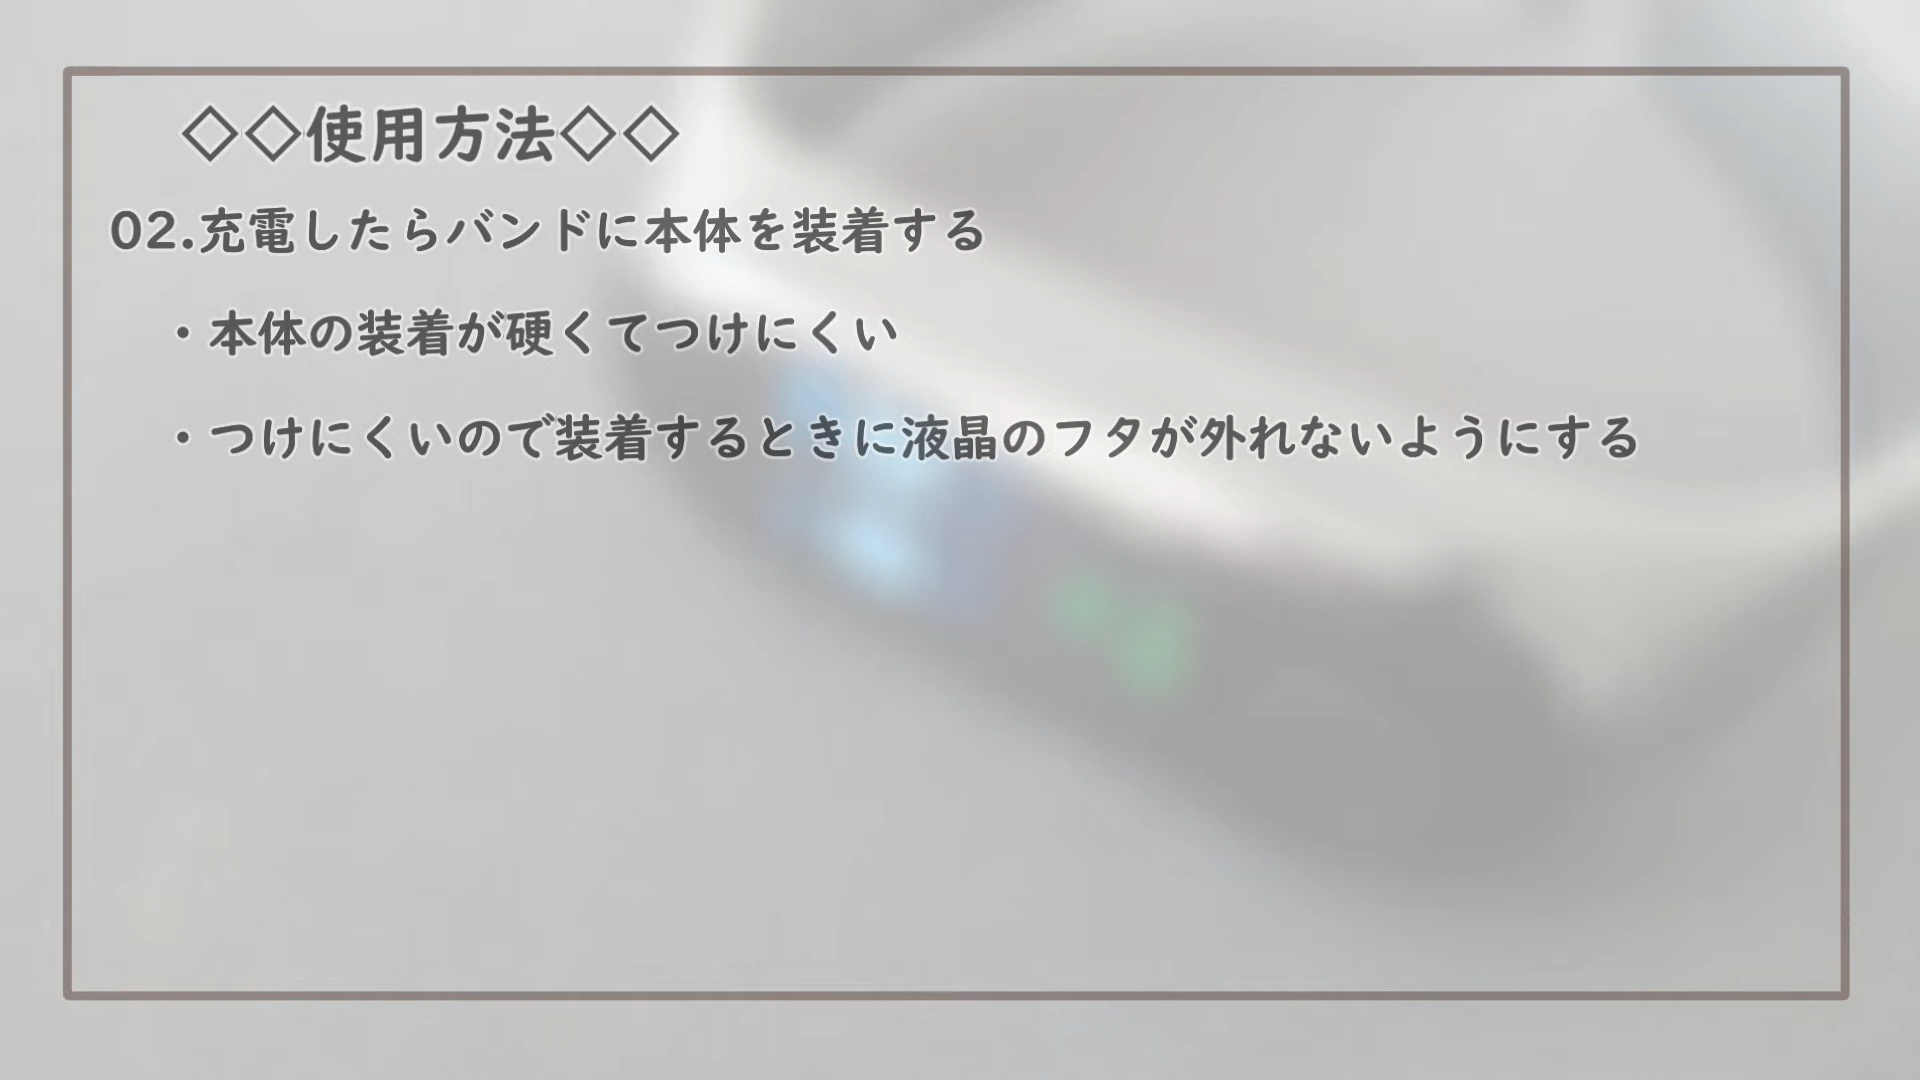 ◇◇使用方法◇◇
02.充電したらバンドに本体を装着する
・本体の装着が硬くてつけにくい
・つけにくいので装着するときに液晶のフタが外れないようにする